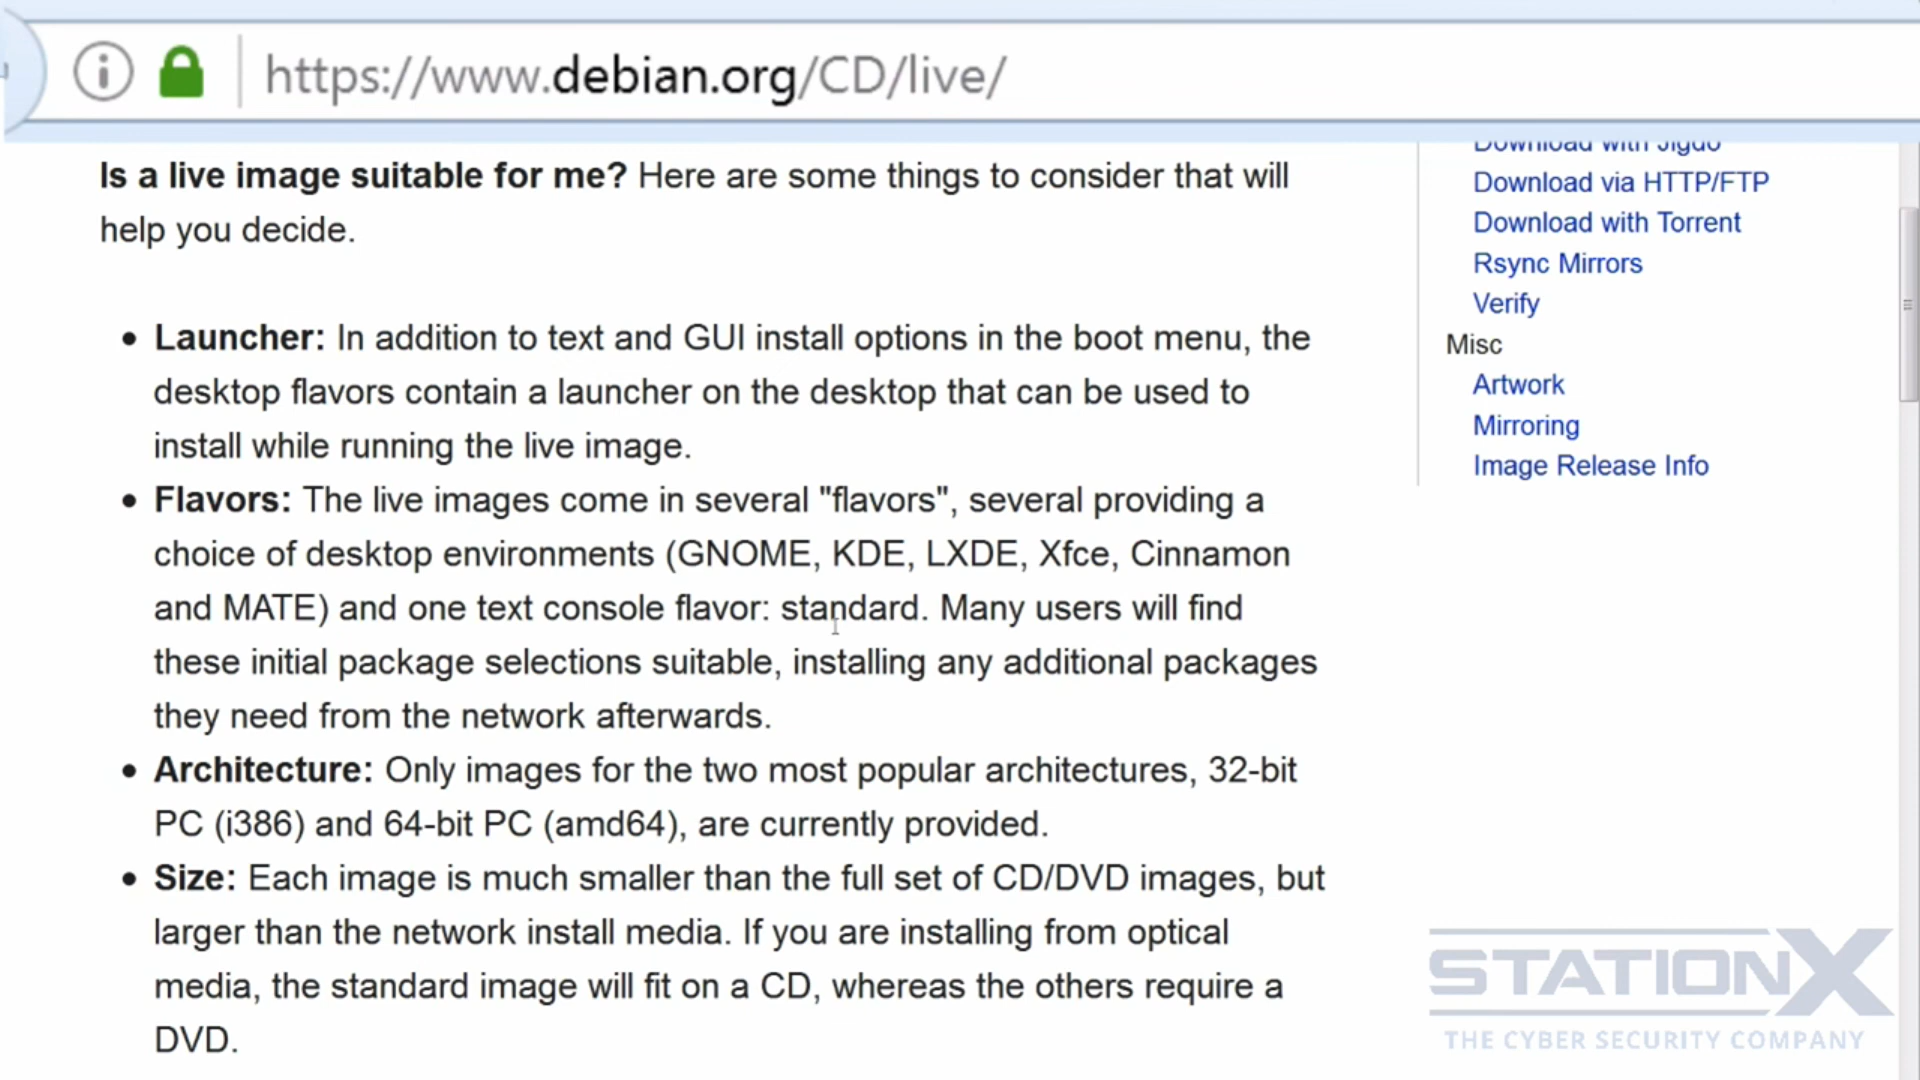 https://www.debian.org/CD/live/
Is a live image suitable for me? Here are some things to consider that will
help you decide.
• Launcher: In addition to text and GUI install options in the boot menu, the
desktop flavors contain a launcher on the desktop that can be used to
install while running the live image.
• Flavors: The live images come in several "flavors", several providing a
choice of desktop environments (GNOME, KDE, LXDE, Xfce, Cinnamon
and MATE) and one text console flavor: standard. Many users will find
these initial package selections suitable, installing any additional packages
they need from the network afterwards.
• Architecture: Only images for the two most popular architectures, 32-bit
PC (i386) and 64-bit PC (amd64), are currently provided.
• Size: Each image is much smaller than the full set of CD/DVD images, but
larger than the network install media. If you are installing from optical
media, the standard image will fit on a CD, whereas the others require a
DVD.
Download with Jigdo
Download via HTTP/FTP
Download with Torrent
Rsync Mirrors
Verify
Misc
Artwork
Mirroring
Image Release Info
STATIONX
THE CYBER SECURITY COMPANY